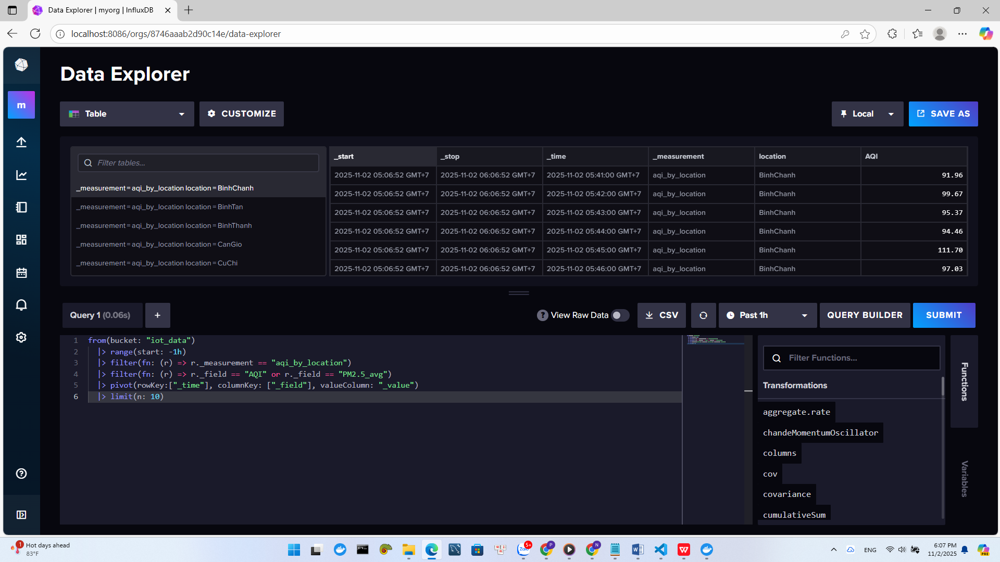 Data Explorer | myorg | InfluxDB
localhost:8086/orgs/8746aaab2d90c14e/data-explorer
Data Explorer
m
Table
CUSTOMIZE
Local
SAVE AS
Filter tables...
_measurement=aqi_by_location location=BinhChanh
_measurement=aqi_by_location location=BinhTan
_measurement=aqi_by_location location=BinhThanh
_measurement=aqi_by_location location=CanGio
_measurement=aqi_by_location location=CuChi
_start _stop _time _measurement location AQI
2025-11-02 05:06:52 GMT+7 2025-11-02 06:06:52 GMT+7 2025-11-02 05:41:00 GMT+7 aqi_by_location BinhChanh 91.96
2025-11-02 05:06:52 GMT+7 2025-11-02 06:06:52 GMT+7 2025-11-02 05:42:00 GMT+7 aqi_by_location BinhChanh 99.67
2025-11-02 05:06:52 GMT+7 2025-11-02 06:06:52 GMT+7 2025-11-02 05:43:00 GMT+7 aqi_by_location BinhChanh 95.37
2025-11-02 05:06:52 GMT+7 2025-11-02 06:06:52 GMT+7 2025-11-02 05:44:00 GMT+7 aqi_by_location BinhChanh 94.46
2025-11-02 05:06:52 GMT+7 2025-11-02 06:06:52 GMT+7 2025-11-02 05:45:00 GMT+7 aqi_by_location BinhChanh 111.70
2025-11-02 05:06:52 GMT+7 2025-11-02 06:06:52 GMT+7 2025-11-02 05:46:00 GMT+7 aqi_by_location BinhChanh 97.03
Query 1 (0.06s)
+
? View Raw Data
CSV
Past 1h
QUERY BUILDER
SUBMIT
1 from(bucket: "iot_data")
2 |> range(start: -1h)
3 |> filter(fn: (r) => r._measurement == "aqi_by_location")
4 |> filter(fn: (r) => r._field == "AQI" or r._field == "PM2.5_avg")
5 |> pivot(rowKey:["_time"], columnKey: ["_field"], valueColumn: "_value")
6 |> limit(n: 10)
Filter Functions...
Transformations
aggregate.rate
chandeMomentumOscillator
columns
cov
covariance
cumulativeSum
Functions
Variables
1
Hot days ahead
83°F
Zalo
5+
P
N
W
W
ENG
6:07 PM
11/2/2025
PRE